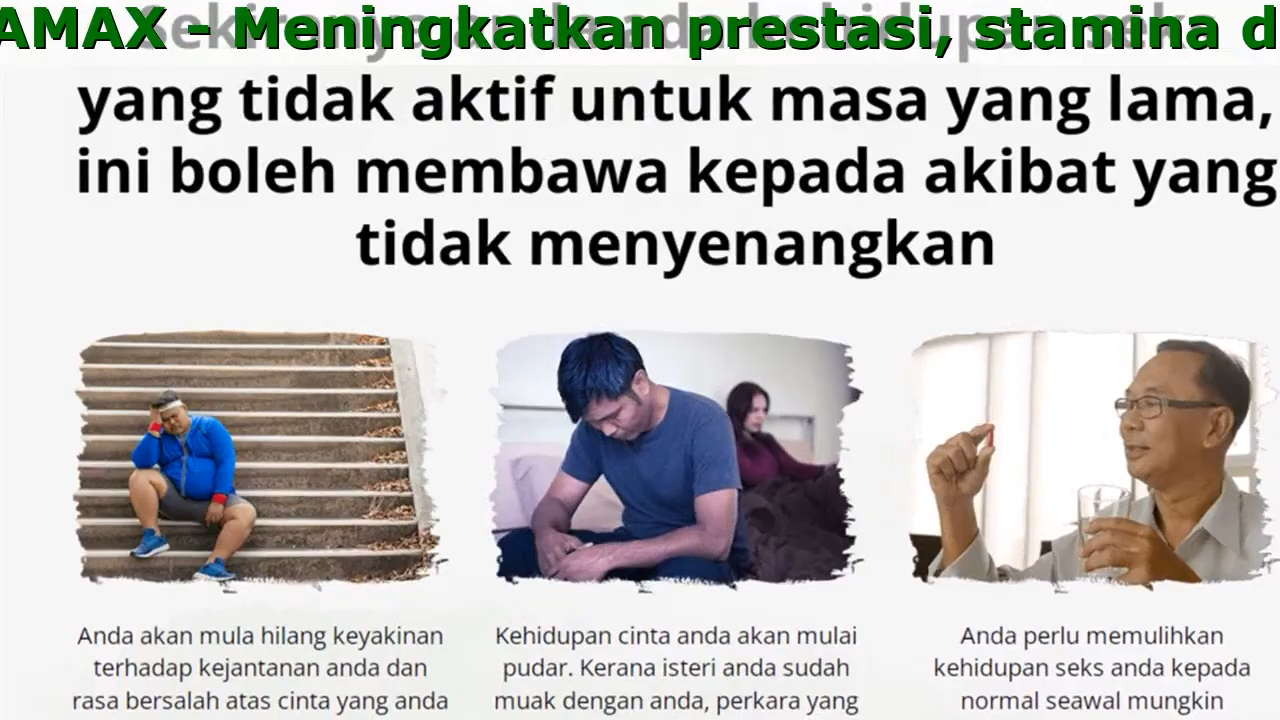 AMAX - Meningkatkan prestasi, stamina d
yang tidak aktif untuk masa yang lama,
ini boleh membawa kepada akibat yang
tidak menyenangkan
Anda akan mula hilang keyakinan
terhadap kejantanan anda dan
rasa bersalah atas cinta yang anda
Kehidupan cinta anda akan mulai
pudar. Kerana isteri anda sudah
muak dengan anda, perkara yang
Anda perlu memulihkan
kehidupan seks anda kepada
normal seawal mungkin